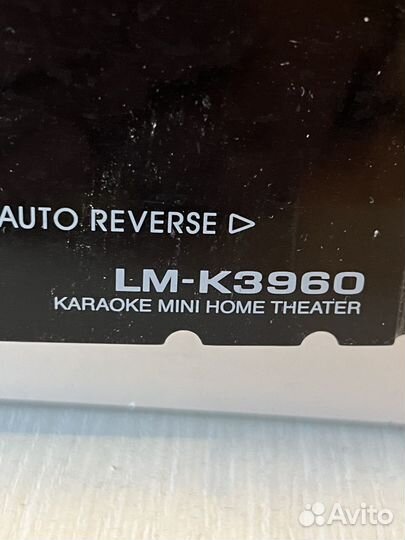 AUTO REVERSE
LM-K3960
KARAOKE MINI HOME THEATER
Avito